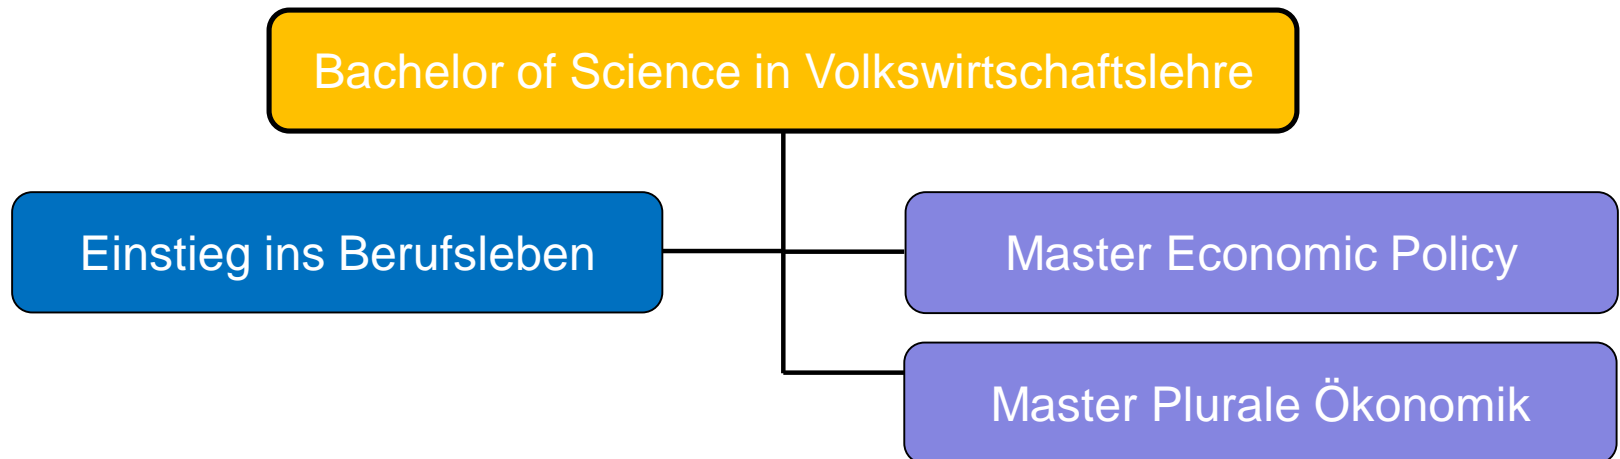 Bachelor of Science in Volkswirtschaftslehre
Einstieg ins Berufsleben
Master Economic Policy
Master Plurale Ökonomik